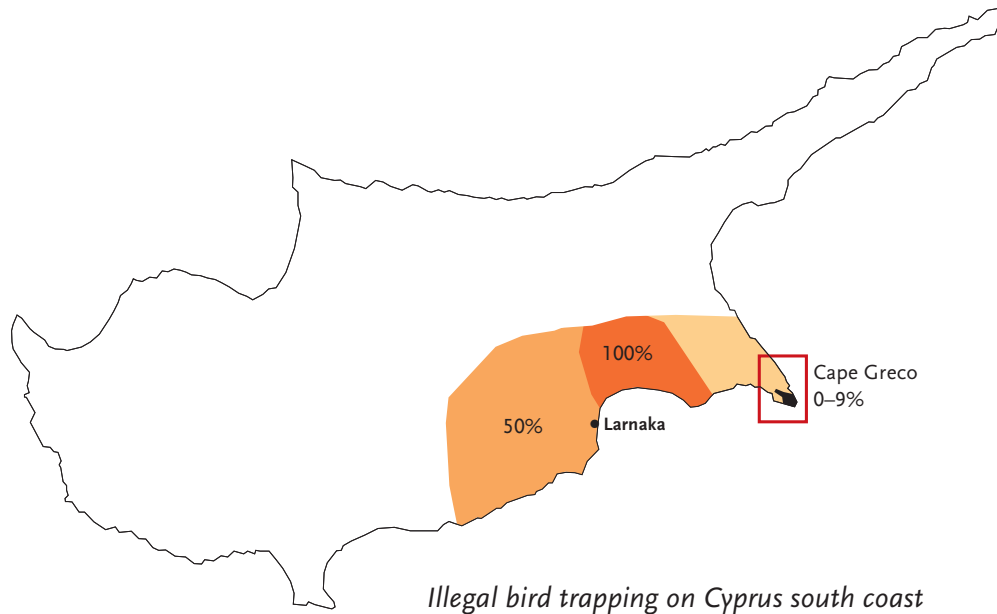 100%
Cape Greco
0–9%
50%
Larnaka
Illegal bird trapping on Cyprus south coast